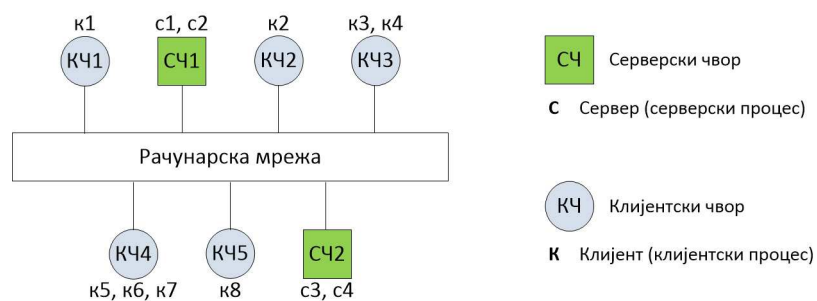 к1
с1, с2
к2
к3, к4
КЧ1
СЧ1
КЧ2
КЧ3
Рачунарска мрежа
КЧ4
КЧ5
СЧ2
к5, к6, к7
к8
с3, с4
СЧ
Серверски чвор
С Сервер (серверски процес)
КЧ
Клијентски чвор
К Клијент (клијентски процес)